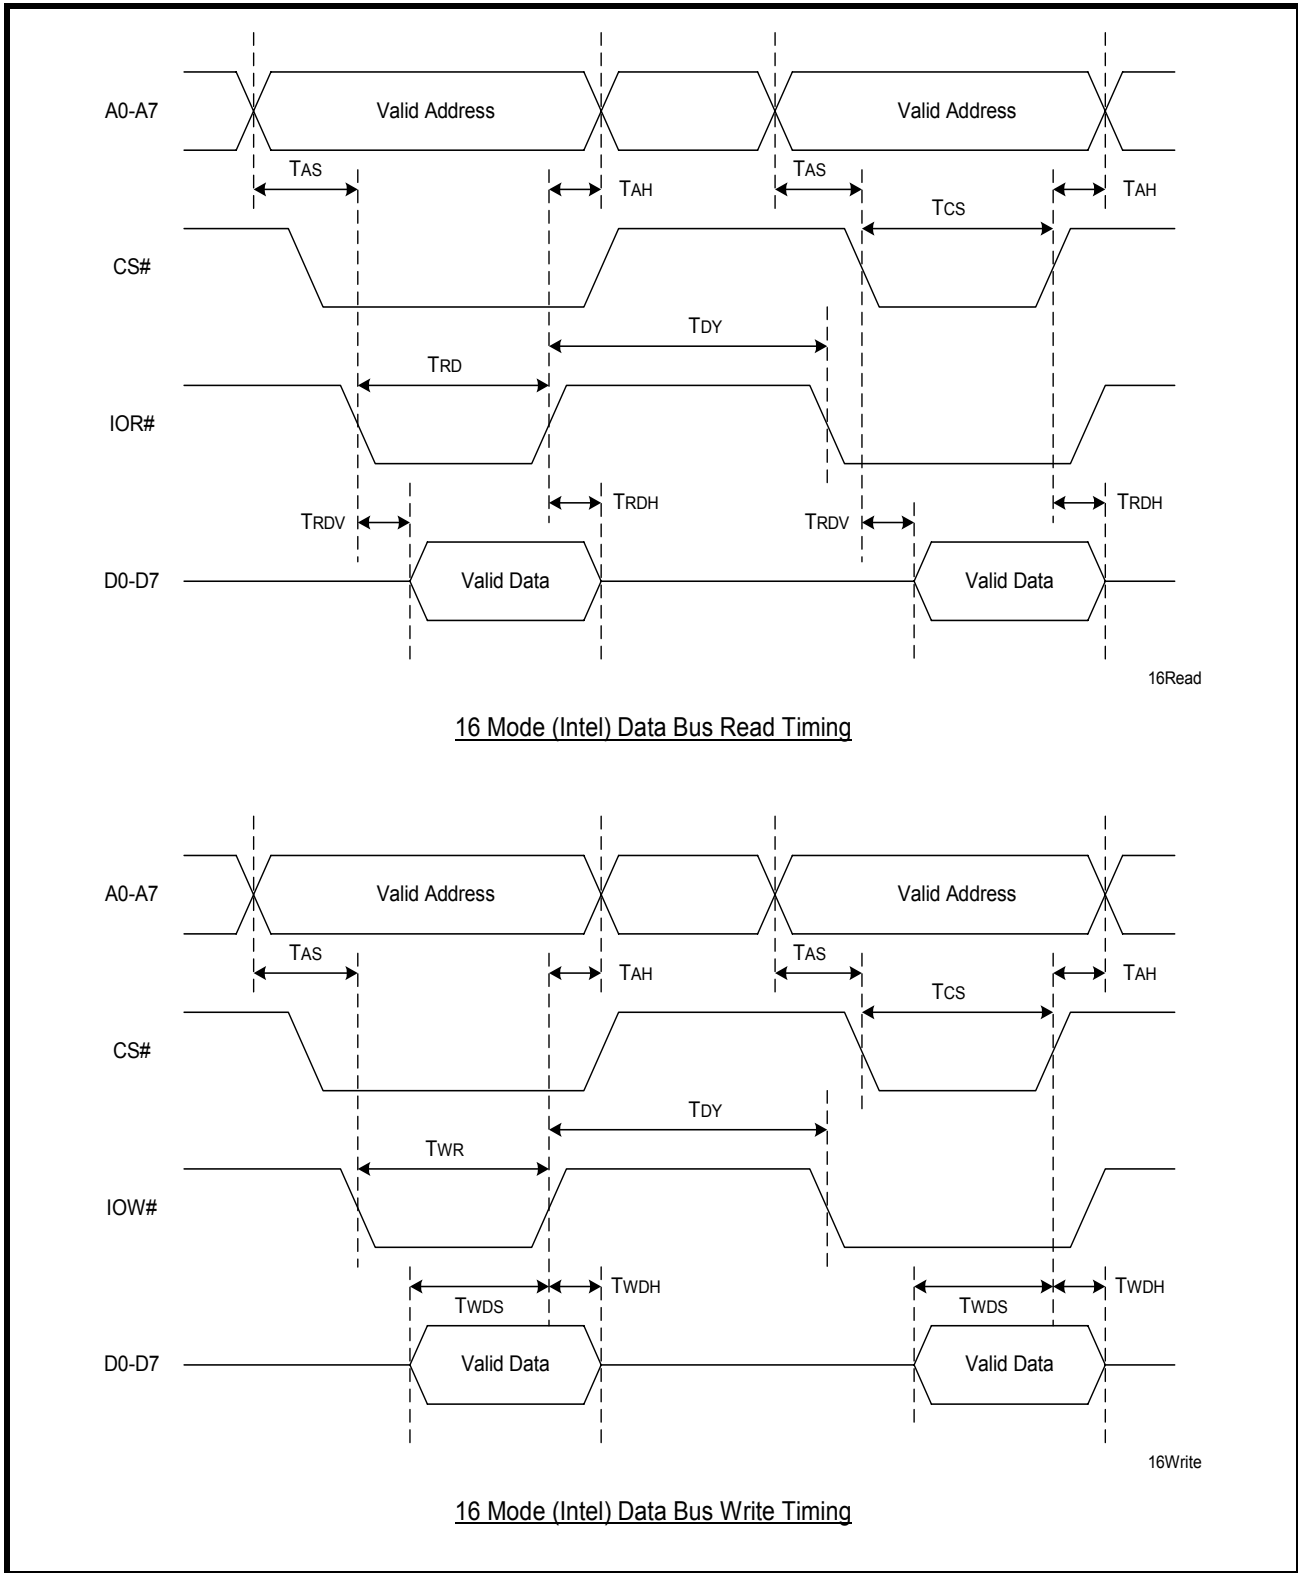 A0-A7
Valid Address
Valid Address
TAS
TAH
TAS
TAH
TCS
CS#
TDY
TRD
IOR#
TRDH
TRDH
TRDV
TRDV
D0-D7
Valid Data
Valid Data
16Read
16 Mode (Intel) Data Bus Read Timing
A0-A7
Valid Address
Valid Address
TAS
TAH
TAS
TAH
TCS
CS#
TDY
TWR
IOW#
TWDH
TWDH
TWDS
TWDS
D0-D7
Valid Data
Valid Data
16Write
16 Mode (Intel) Data Bus Write Timing